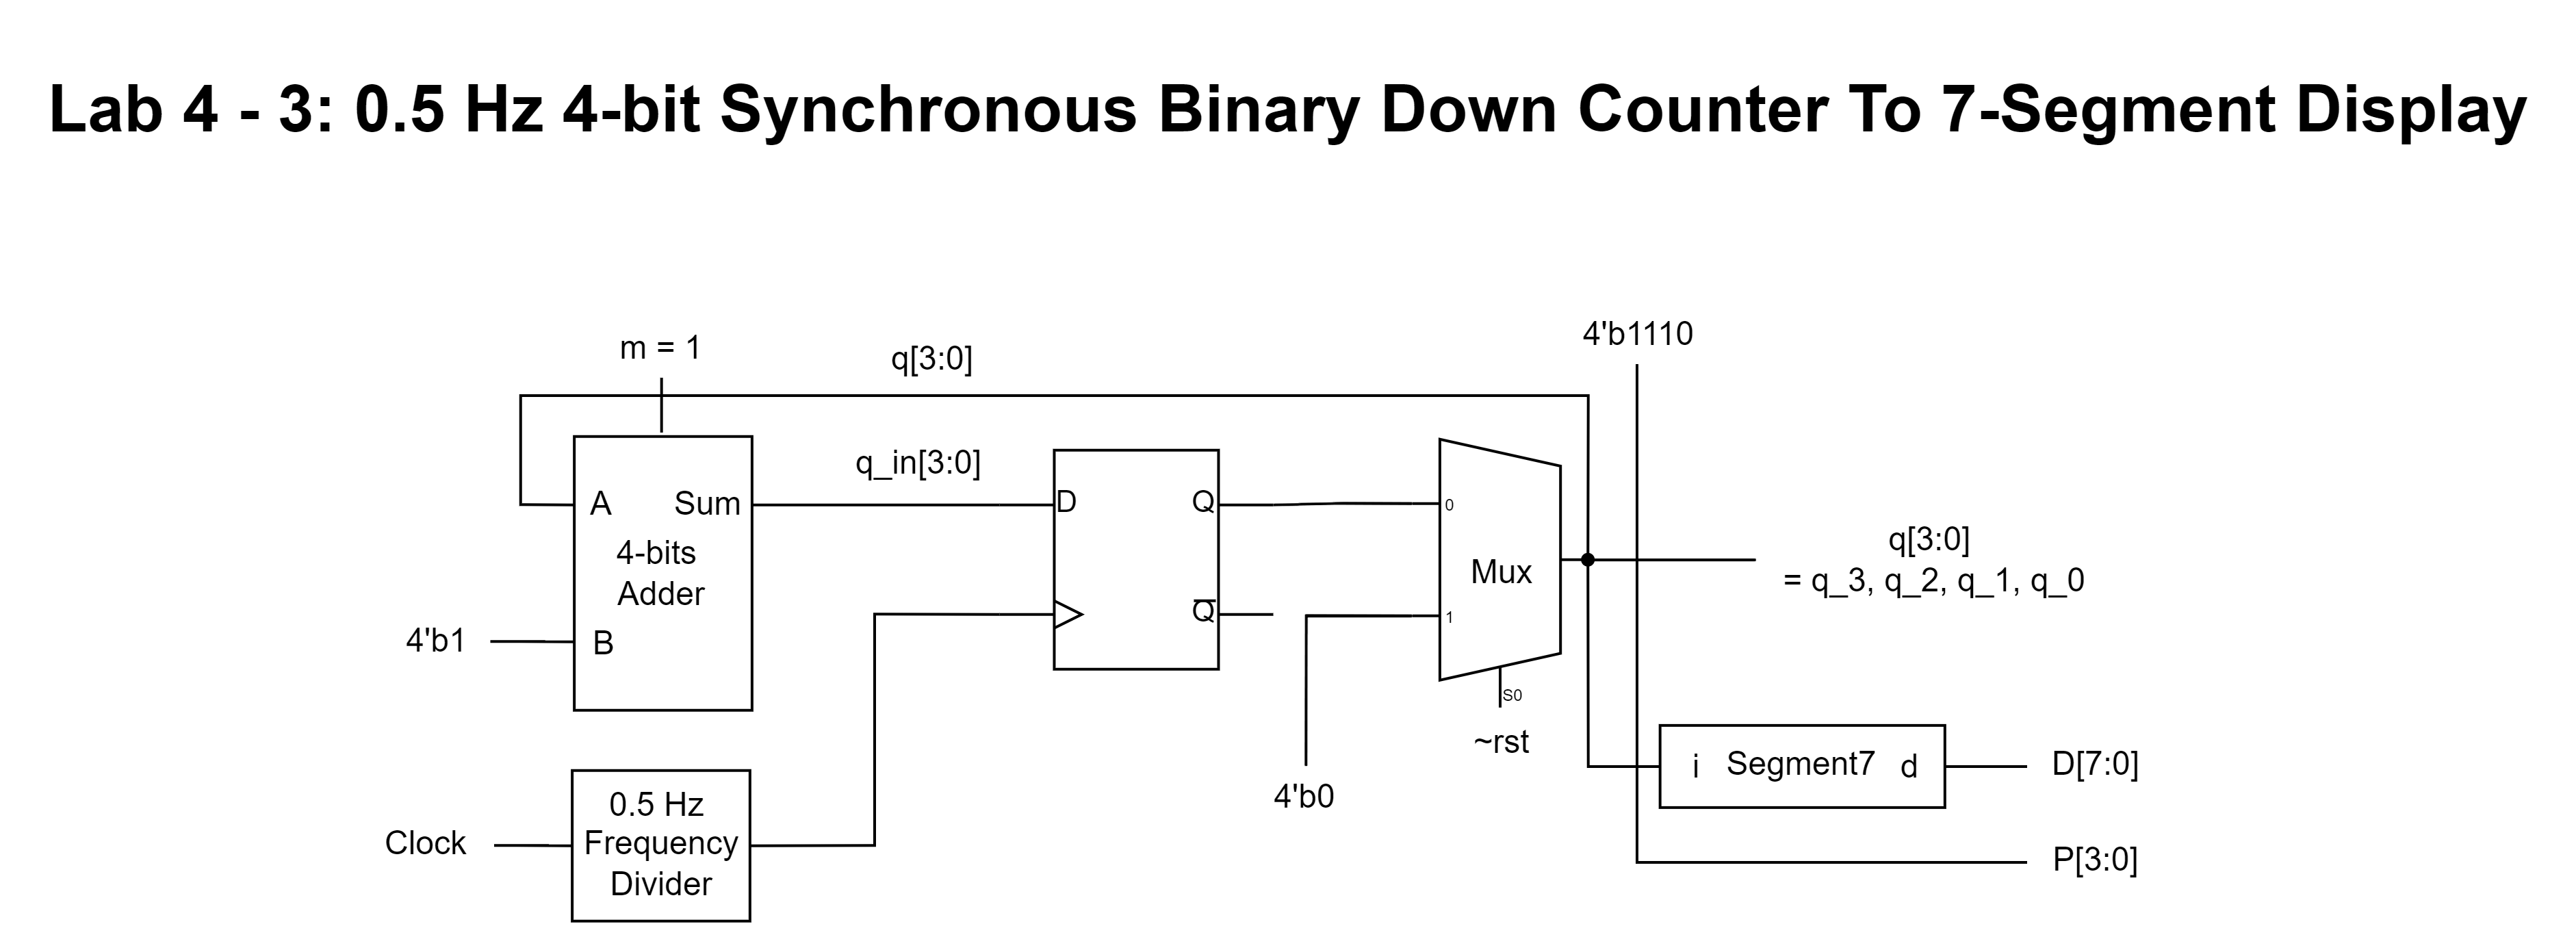 Lab 4 - 3: 0.5 Hz 4-bit Synchronous Binary Down Counter To 7-Segment Display
m = 1
q[3:0]
4'b1110
q_in[3:0]
A
Sum
4-bits
Adder
B
4'b1
D
Q
Q̅
0
Mux
1
S0
~rst
4'b0
q[3:0]
= q_3, q_2, q_1, q_0
i
Segment7
d
D[7:0]
P[3:0]
Clock
0.5 Hz
Frequency
Divider